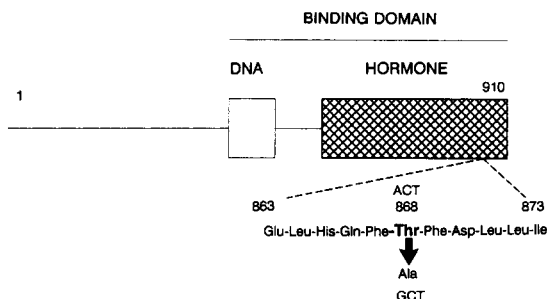 BINDING DOMAIN
DNA HORMONE
1 910
ACT
863 868 873
Glu-Leu-His-Gln-Phe-Thr-Phe-Asp-Leu-Leu-Ile
Ala
GCT